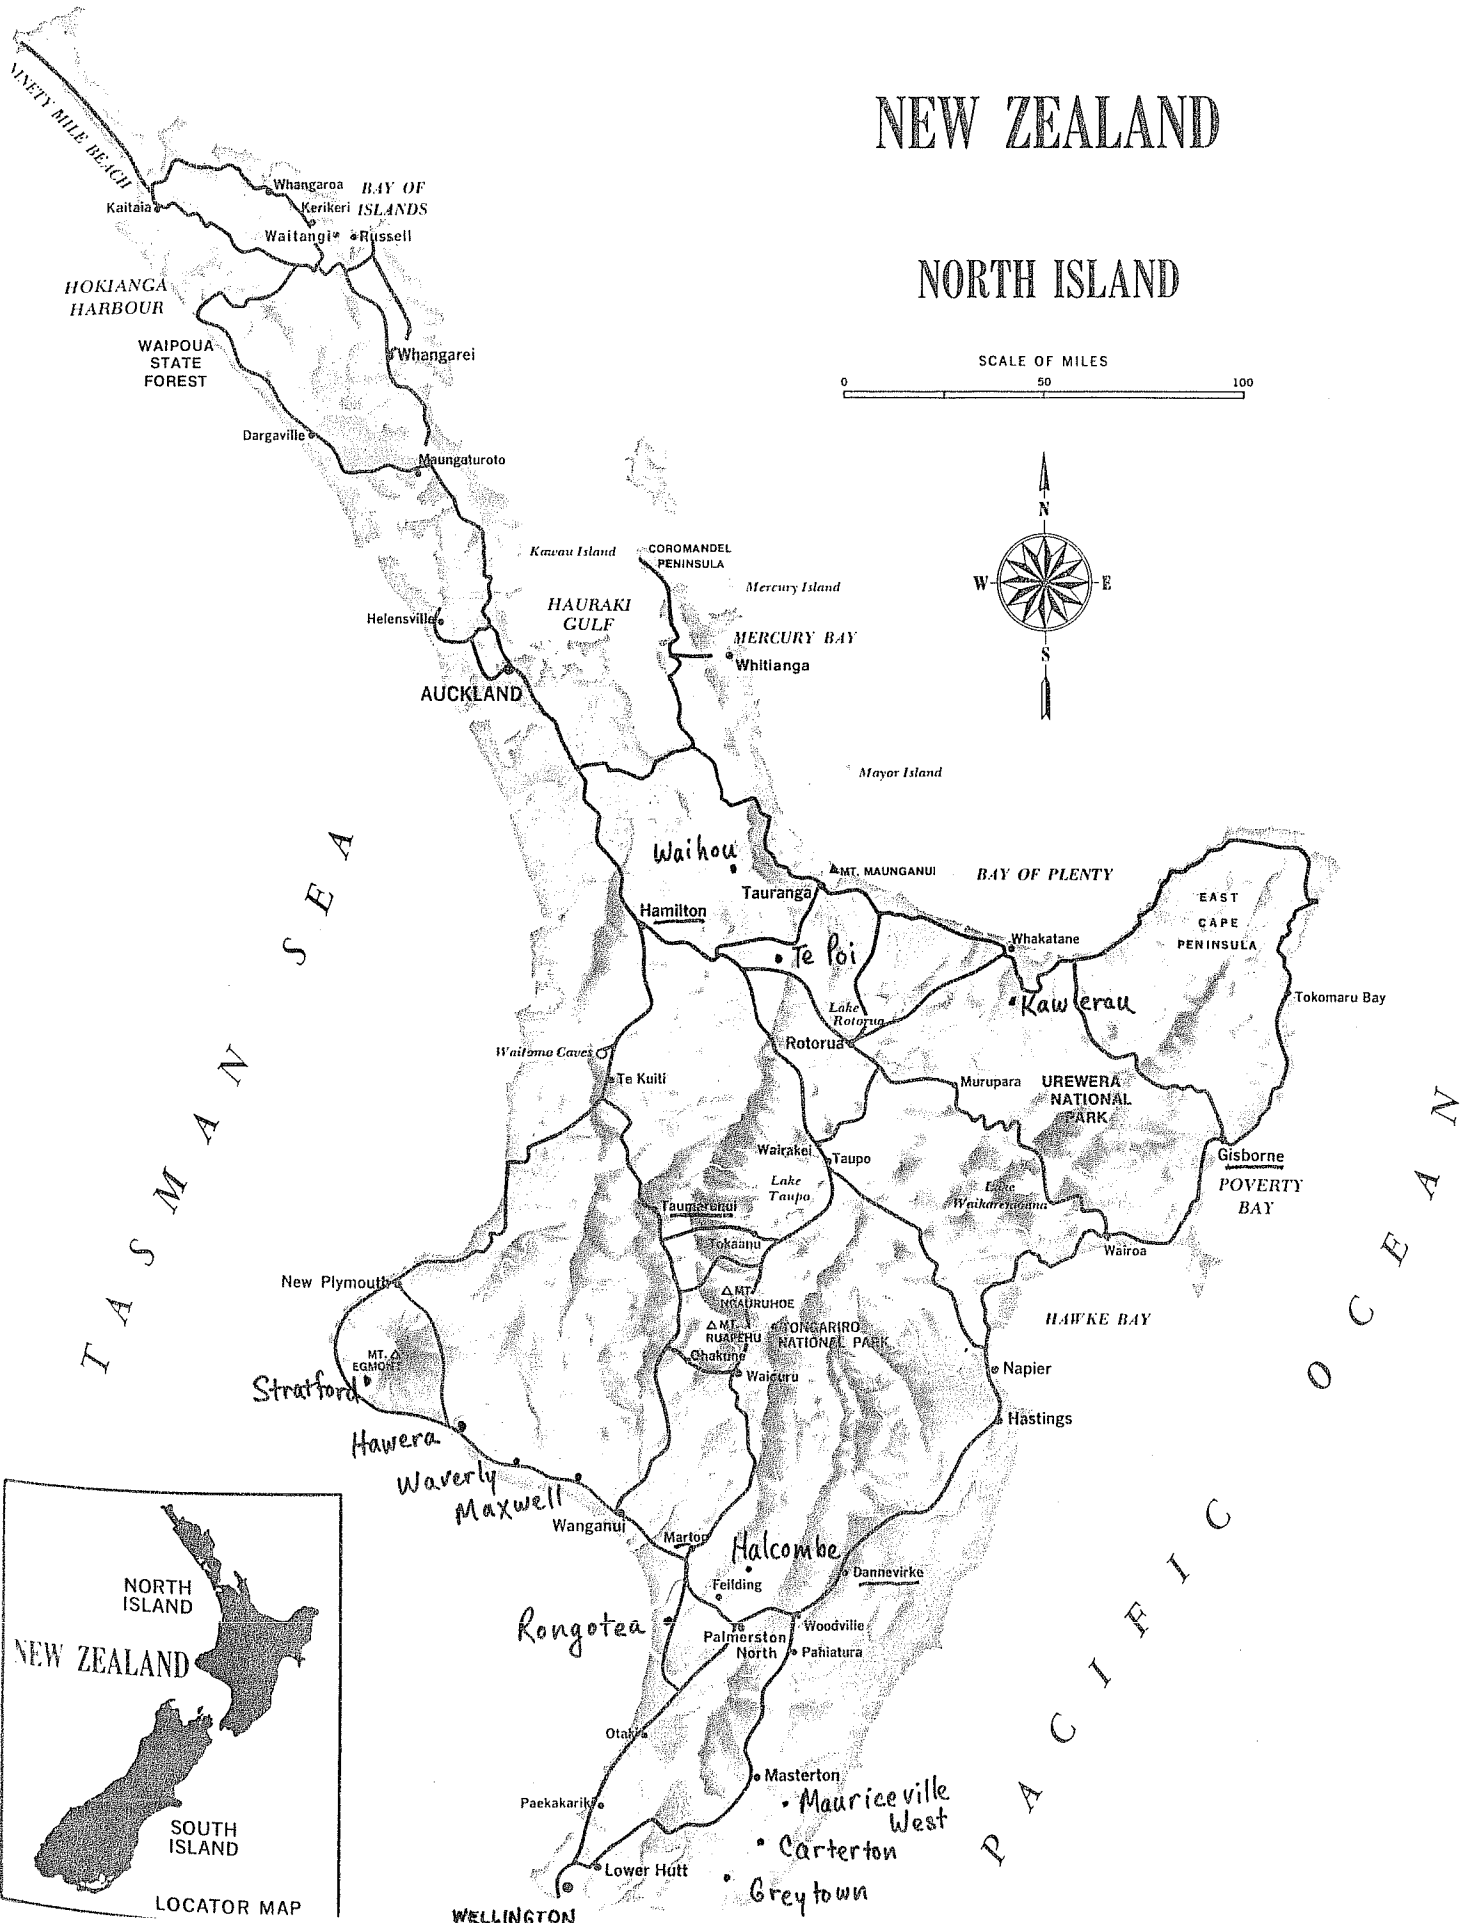 NEW ZEALAND
NORTH ISLAND
SCALE OF MILES
0 50 100
N
W E
S
NINETY MILE BEACH
Whangaroa
BAY OF
ISLANDS
Kaitaia
Kerikeri
Waitangi
Russell
HOKIANGA
HARBOUR
WAIPOUA
STATE
FOREST
Whangarei
Dargaville
Maungaturoto
Kawau Island
COROMANDEL
PENINSULA
Mercury Island
HAURAKI
GULF
Helensville
MERCURY BAY
Whitianga
AUCKLAND
Mayor Island
Waihou
MT. MAUNGANUI
BAY OF PLENTY
Tauranga
EAST
CAPE
PENINSULA
Hamilton
Whakatane
Te Poi
Kawerau
Tokomaru Bay
Lake
Rotorua
Rotorua
Waitomo Caves
Te Kuiti
Murupara
UREWERA
NATIONAL
PARK
Wairakei
Taupo
Gisborne
POVERTY
BAY
Lake
Taupo
Lake
Waikaremoana
Taumarunui
Tokaanu
Wairoa
New Plymouth
MT.
NGAURUHOE
HAWKE BAY
MT.
RUAPEHU
TONGARIRO
NATIONAL PARK
MT.
EGMONT
Ohakune
Waiouru
Napier
Stratford
Hastings
Hawera
Waverly
Maxwell
Wanganui
Marton
Halcombe
Dannevirke
Feilding
Rongotea
Palmerston
North
Woodville
Pahiatura
Otaki
Masterton
Mauriceville
West
Paekakariki
Carterton
Lower Hutt
Greytown
WELLINGTON
TASMAN SEA
PACIFIC OCEAN
NORTH
ISLAND
NEW ZEALAND
SOUTH
ISLAND
LOCATOR MAP